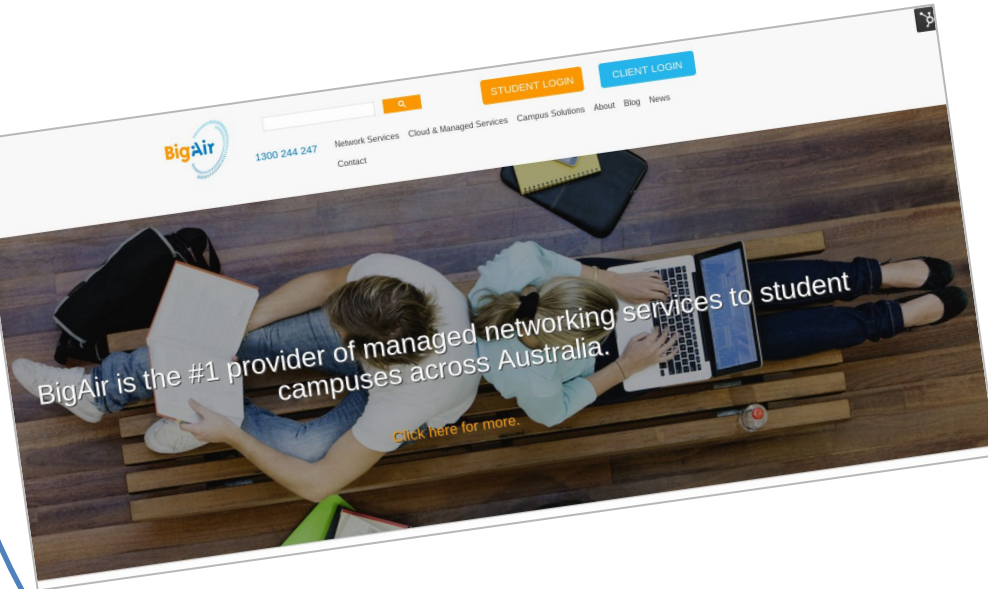 STUDENT LOGIN
CLIENT LOGIN
BigAir
1300 244 247
Network Services Cloud & Managed Services Campus Solutions About Blog News
Contact
BigAir is the #1 provider of managed networking services to student
campuses across Australia.
Click here for more.